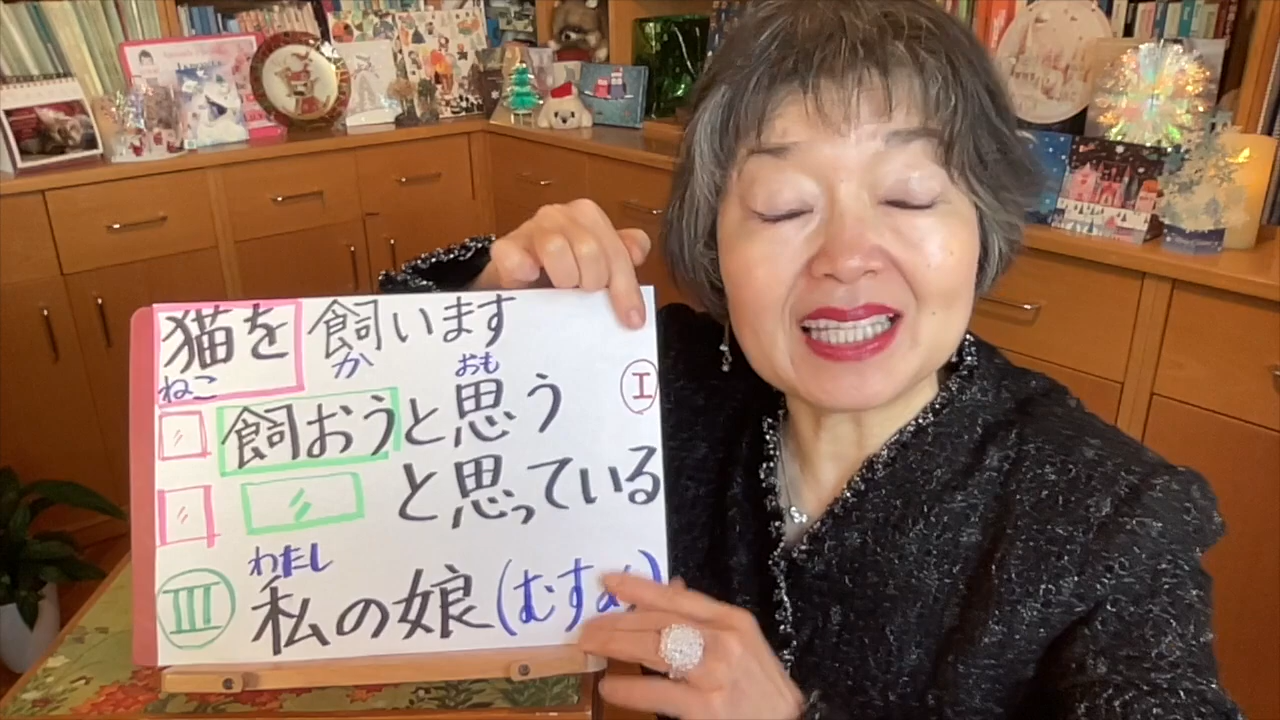 猫を飼います
ねこ か
おも
飼おうと思う
I
〃 〃 と思っている
〃
わたし
III 私の娘(むすめ)